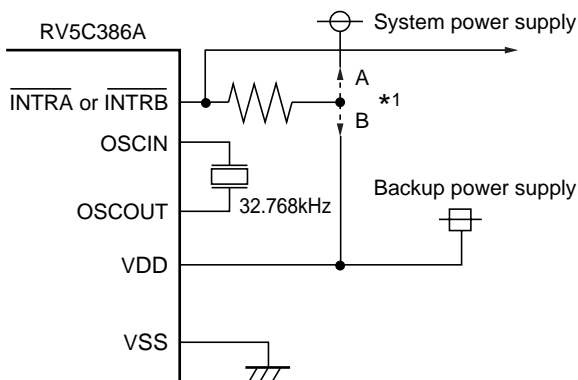 RV5C386A
System power supply
INTRA or INTRB
A
*1
B
OSCIN
Backup power supply
OSCOUT
32.768kHz
VDD
VSS